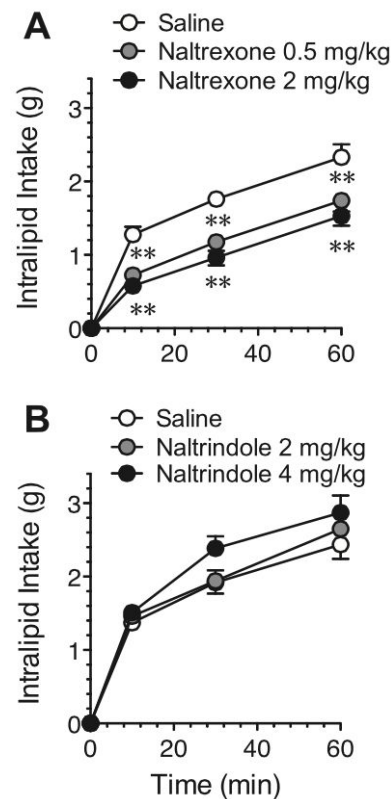 A
Saline
Naltrexone 0.5 mg/kg
Naltrexone 2 mg/kg
Intralipid Intake (g)
3
2
1
0
**
**
**
**
**
**
0 20 40 60
B
Saline
Naltrindole 2 mg/kg
Naltrindole 4 mg/kg
Intralipid Intake (g)
3
2
1
0
0 20 40 60
Time (min)